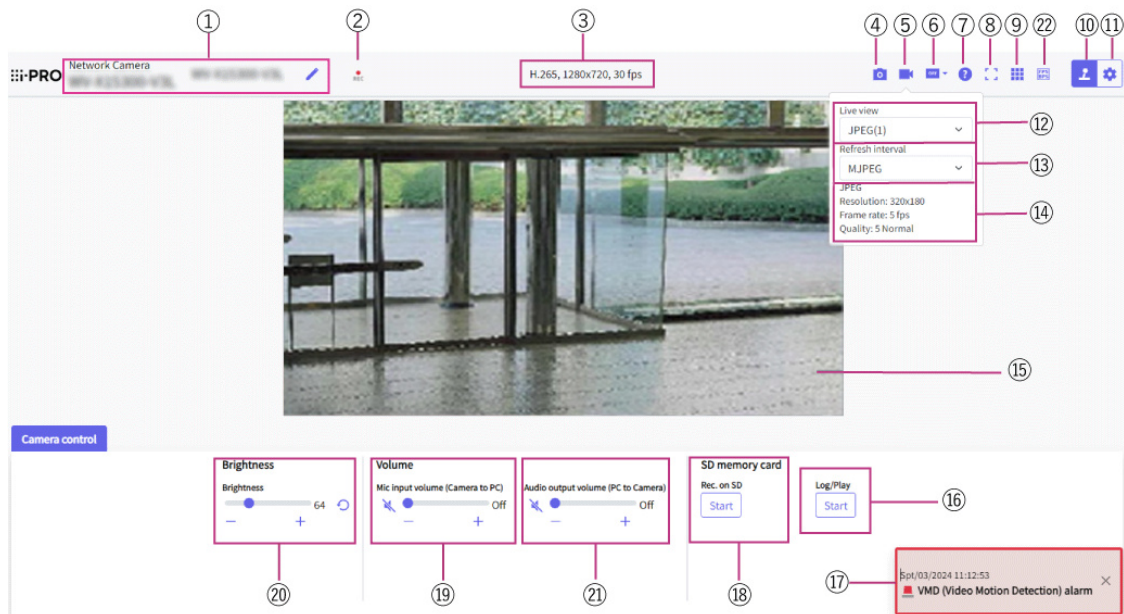 ① ② ③ ④ ⑤ ⑥ ⑦ ⑧ ⑨ ㉒ ⑩ ⑪
i-PRO
Network Camera
REC
H.265, 1280x720, 30 fps
Live view
JPEG(1)
⑫
Refresh interval
MJPEG
⑬
JPEG
Resolution: 320x180
Frame rate: 5 fps
Quality: 5 Normal
⑭
⑮
Camera control
Brightness
Brightness
64
− +
Volume
Mic input volume (Camera to PC)
Off
− +
Audio output volume (PC to Camera)
Off
− +
SD memory card
Rec. on SD
Start
Log/Play
Start
⑯
⑰
Spt/03/2024 11:12:53
VMD (Video Motion Detection) alarm
⑳ ⑲ ㉑ ⑱